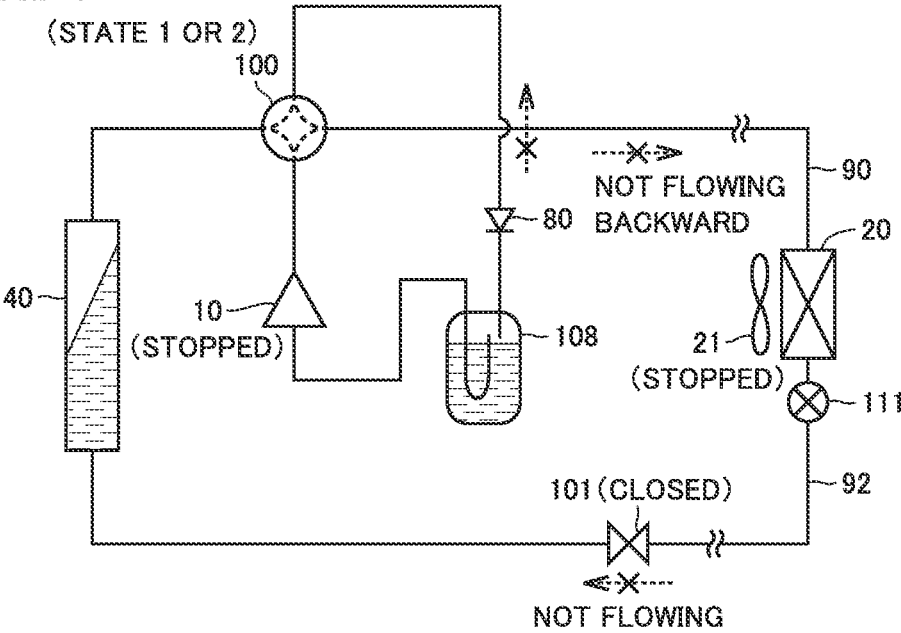 (STATE 1 OR 2)
100
NOT FLOWING
BACKWARD
90
80
20
40
10
(STOPPED)
108
21
(STOPPED)
111
101(CLOSED)
92
NOT FLOWING